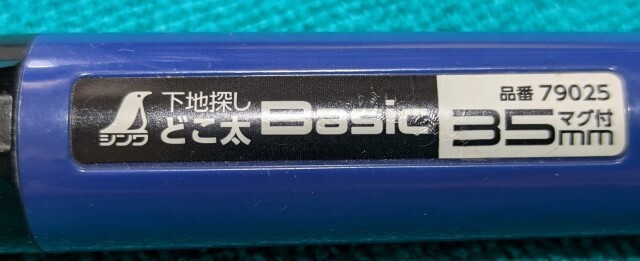 シンワ
下地探し
どこ太 Basic
品番 79025
35mm
マグ付